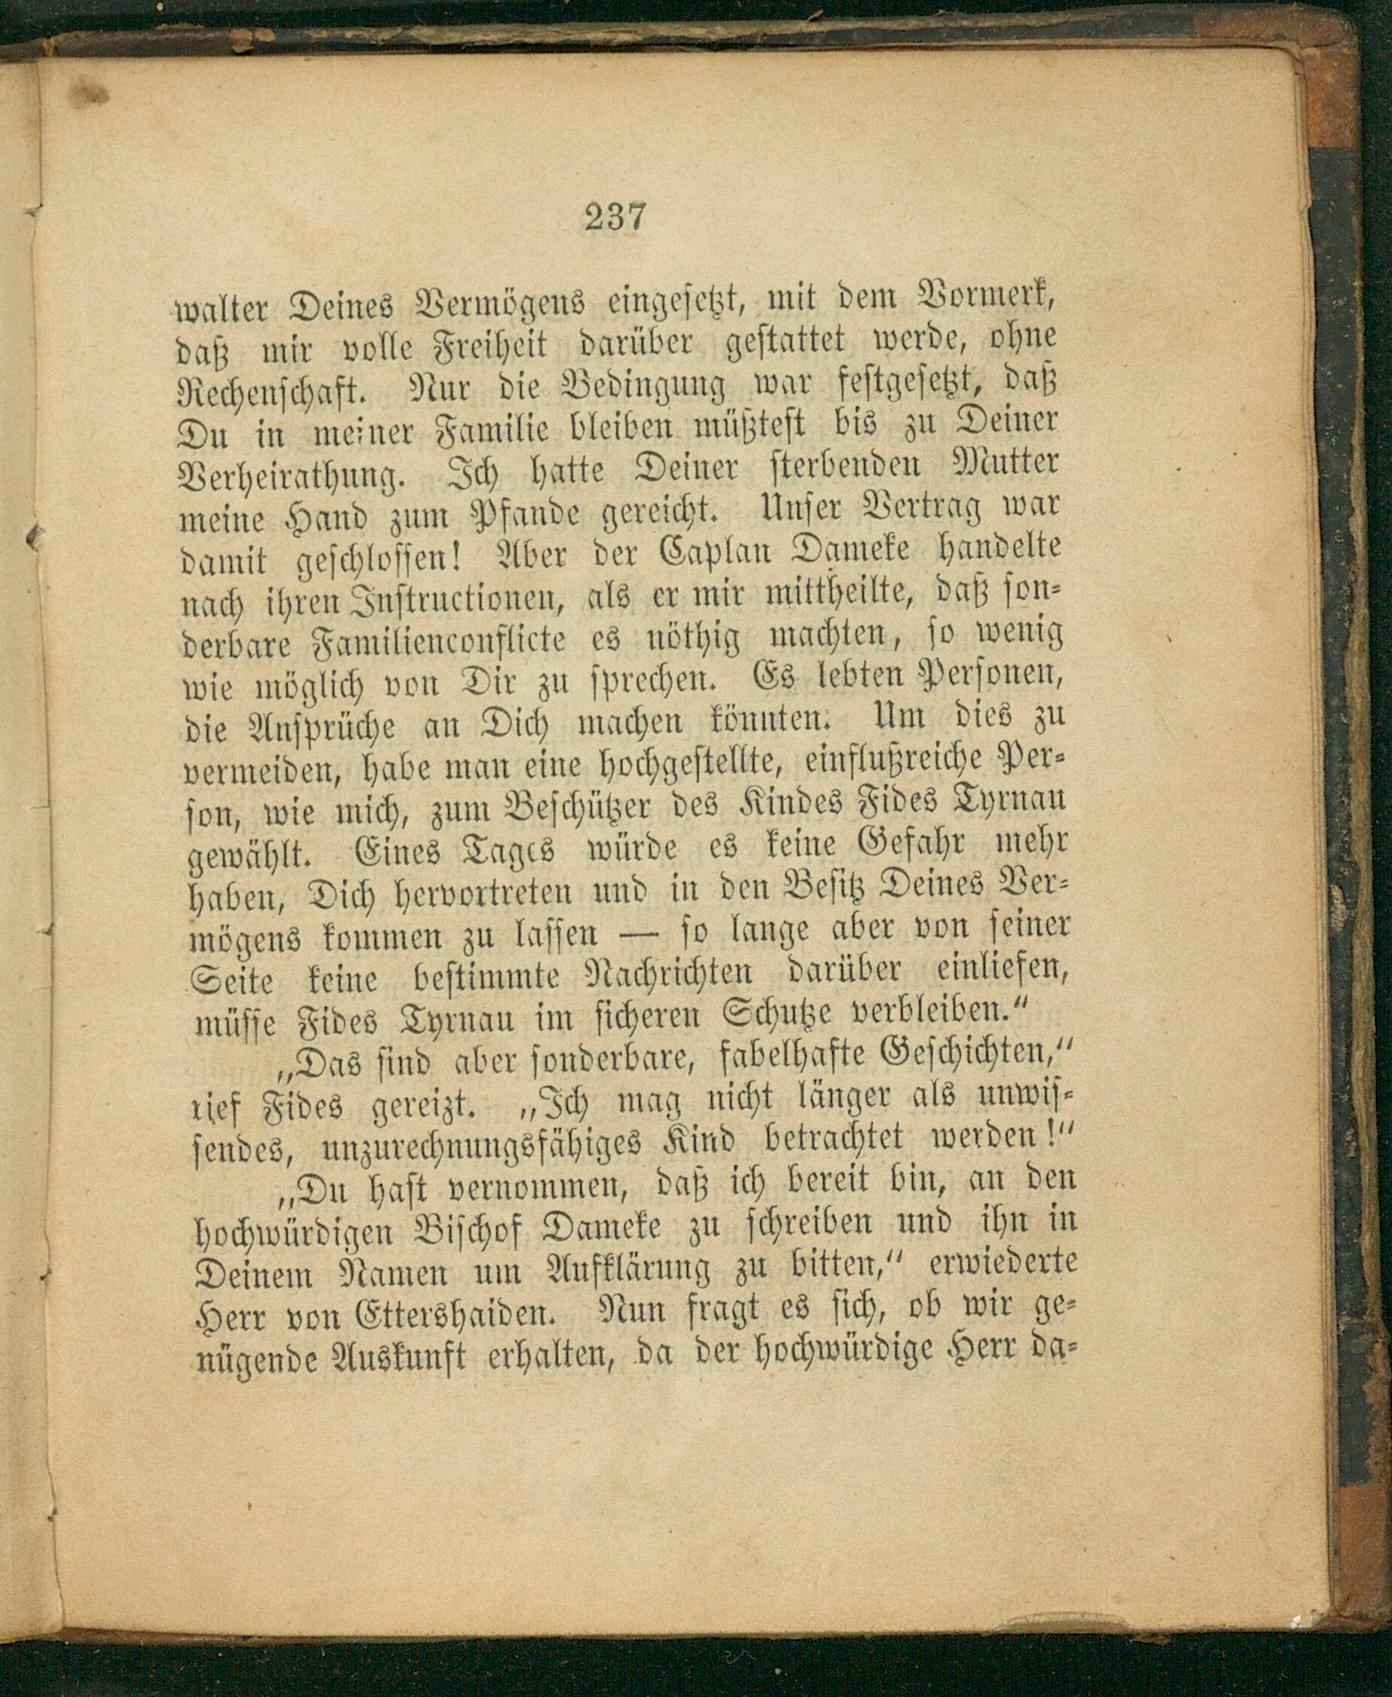 237
walter Deines Vermögens eingesetzt, mit dem Vormerk,
daß mir volle Freiheit darüber gestattet werde, ohne
Rechenschaft. Nur die Bedingung war festgesetzt, daß
Du in meiner Familie bleiben müßtest bis zu Deiner
Verheirathung. Ich hatte Deiner sterbenden Mutter
meine Hand zum Pfande gereicht. Unser Vertrag war
damit geschlossen! Aber der Caplan Dameke handelte
nach ihren Instructionen, als er mir mittheilte, daß son-
derbare Familienconflicte es nöthig machten, so wenig
wie möglich von Dir zu sprechen. Es lebten Personen,
die Ansprüche an Dich machen könnten. Um dies zu
vermeiden, habe man eine hochgestellte, einflußreiche Per-
son, wie mich, zum Beschützer des Kindes Fides Tyrnau
gewählt. Eines Tages würde es keine Gefahr mehr
haben, Dich hervortreten und in den Besitz Deines Ver-
mögens kommen zu lassen — so lange aber von seiner
Seite keine bestimmte Nachrichten darüber einliefen,
müsse Fides Tyrnau im sicheren Schutze verbleiben.“
„Das sind aber sonderbare, fabelhafte Geschichten,“
rief Fides gereizt. „Ich mag nicht länger als unwis-
sendes, unzurechnungsfähiges Kind betrachtet werden!“
„Du hast vernommen, daß ich bereit bin, an den
hochwürdigen Bischof Dameke zu schreiben und ihn in
Deinem Namen um Aufklärung zu bitten,“ erwiederte
Herr von Ettershaiden. Nun fragt es sich, ob wir ge-
nügende Auskunft erhalten, da der hochwürdige Herr da-